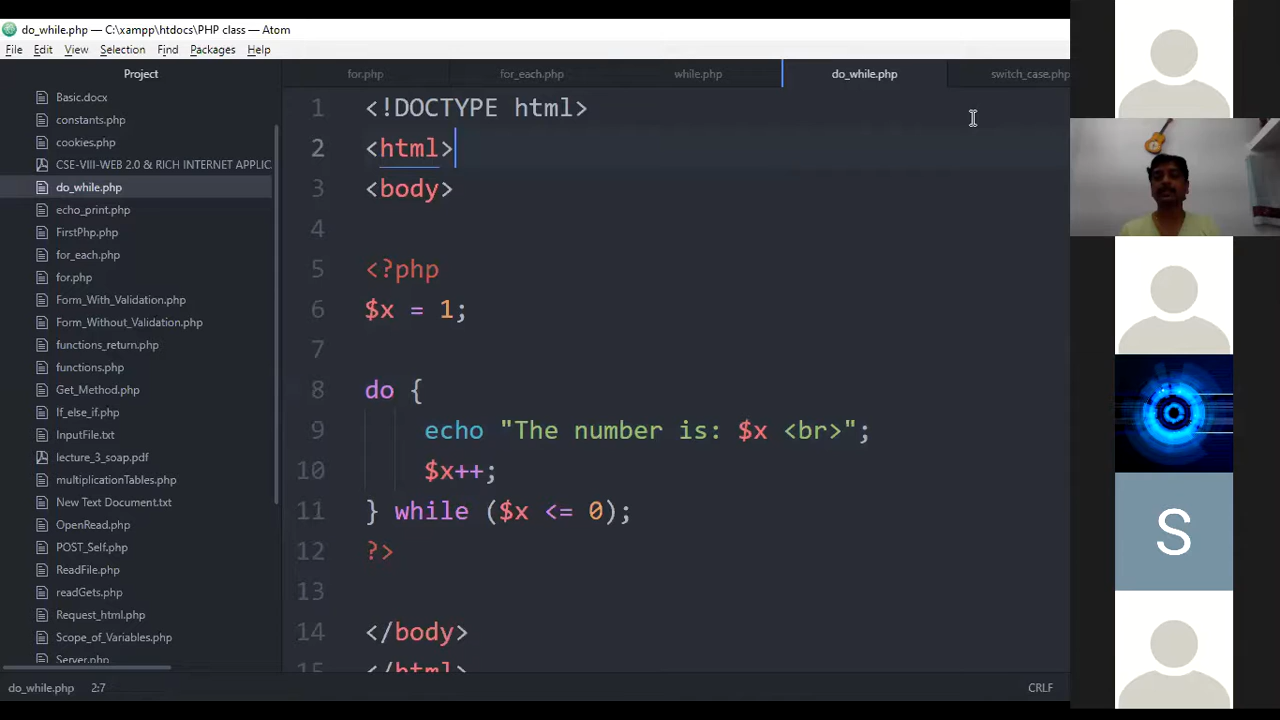 do_while.php — C:\xampp\htdocs\PHP class — Atom
File Edit View Selection Find Packages Help
Project
for.php
for_each.php
while.php
do_while.php
switch_case.php
Basic.docx
constants.php
cookies.php
CSE-VIII-WEB 2.0 & RICH INTERNET APPLIC
do_while.php
echo_print.php
FirstPhp.php
for_each.php
for.php
Form_With_Validation.php
Form_Without_Validation.php
functions_return.php
functions.php
Get_Method.php
If_else_if.php
InputFile.txt
lecture_3_soap.pdf
multiplicationTables.php
New Text Document.txt
OpenRead.php
POST_Self.php
ReadFile.php
readGets.php
Request_html.php
Scope_of_Variables.php
Server.php
1 <!DOCTYPE html>
2 <html>
3 <body>
4
5 <?php
6 $x = 1;
7
8 do {
9 echo "The number is: $x <br>";
10 $x++;
11 } while ($x <= 0);
12 ?>
13
14 </body>
15 </html>
do_while.php 2:7
CRLF
S